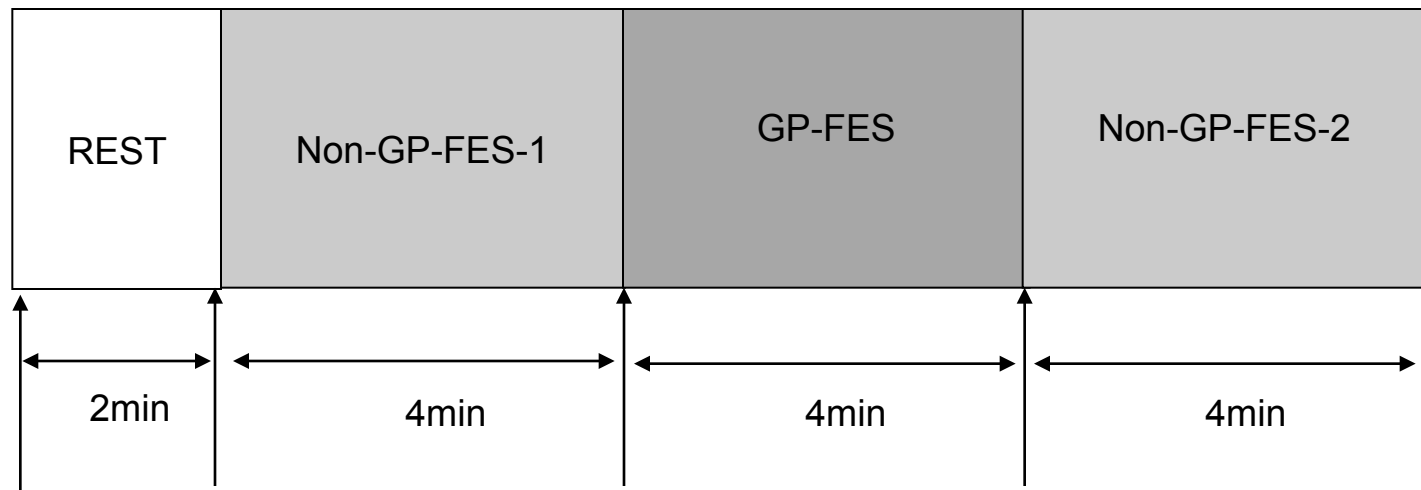 REST
Non-GP-FES-1
GP-FES
Non-GP-FES-2
2min
4min
4min
4min